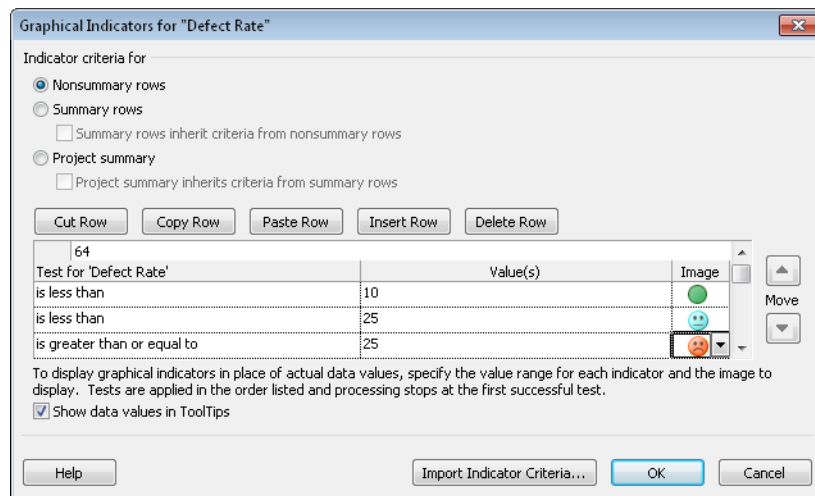 Graphical Indicators for "Defect Rate"
Indicator criteria for
Nonsummary rows
Summary rows
Summary rows inherit criteria from nonsummary rows
Project summary
Project summary inherits criteria from summary rows
Cut Row Copy Row Paste Row Insert Row Delete Row
64
Test for 'Defect Rate' Value(s) Image
is less than 10
Move
is less than 25
is greater than or equal to 25
To display graphical indicators in place of actual data values, specify the value range for each indicator and the image to
display. Tests are applied in the order listed and processing stops at the first successful test.
Show data values in ToolTips
Help Import Indicator Criteria... OK Cancel